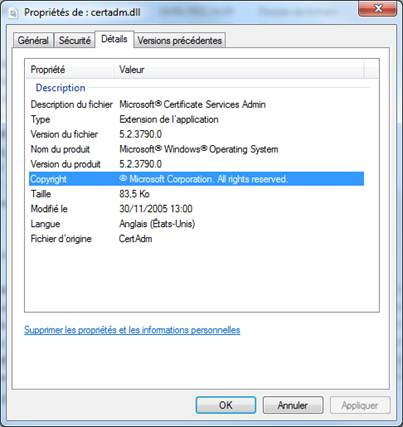 Propriétés de : certadm.dll
Général Sécurité Détails Versions précédentes
Propriété Valeur
Description
Description du fichier Microsoft® Certificate Services Admin
Type Extension de l'application
Version du fichier 5.2.3790.0
Nom du produit Microsoft® Windows® Operating System
Version du produit 5.2.3790.0
Copyright © Microsoft Corporation. All rights reserved.
Taille 83,5 Ko
Modifié le 30/11/2005 13:00
Langue Anglais (États-Unis)
Fichier d'origine CertAdm
Supprimer les propriétés et les informations personnelles
OK Annuler Appliquer